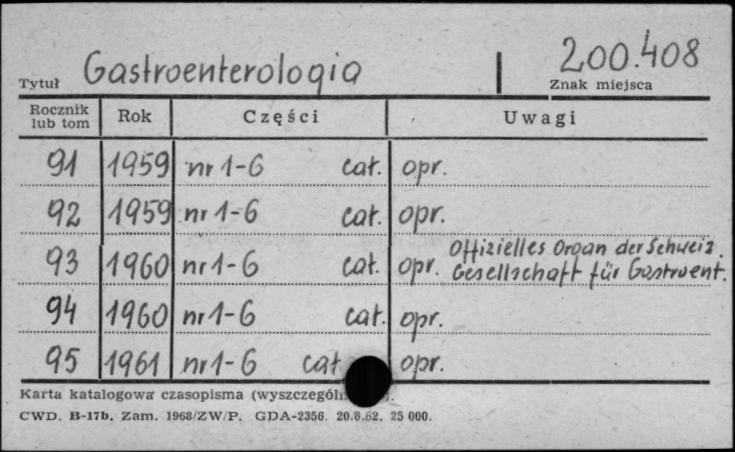 Tytuł Gastroenterologia 200.408
Znak miejsca
Rocznik lub tom Rok Części Uwagi
91 1959 nr 1-6 cał. opr.
92 1959 nr 1-6 cał. opr.
Offizielles Organ der Schweiz.
93 1960 nr 1-6 cał. opr. Gesellschaft für Gastroent.
94 1960 nr 1-6 cał. opr.
95 1961 nr 1-6 cał opr.
Karta katalogowa czasopisma
CWD. B-17b. Zam. 1968/ZW/P. GDA-2356. 20.8.62. 25 000.